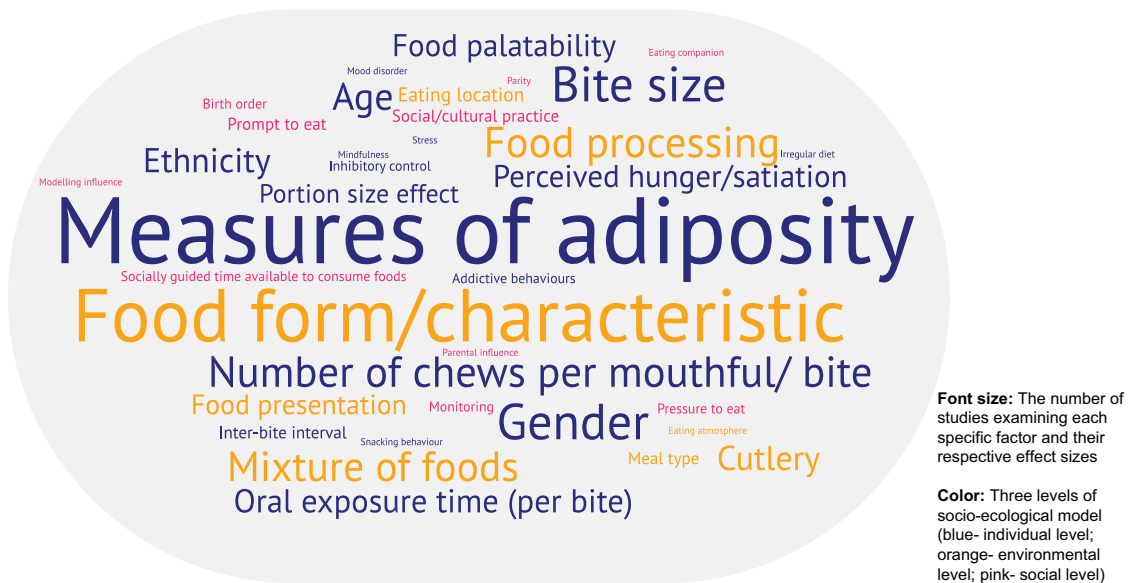 Food palatability
Eating companion
Mood disorder
Parity
Bite size
Age
Eating location
Birth order
Social/cultural practice
Prompt to eat
Stress
Food processing
Ethnicity
Mindfulness
Irregular diet
Inhibitory control
Perceived hunger/satiation
Modelling influence
Portion size effect
Measures of adiposity
Socially guided time available to consume foods
Addictive behaviours
Food form/characteristic
Parental influence
Number of chews per mouthful/ bite
Food presentation
Monitoring
Gender
Pressure to eat
Inter-bite interval
Snacking behaviour
Eating atmosphere
Mixture of foods
Meal type
Cutlery
Oral exposure time (per bite)
Font size: The number of
studies examining each
specific factor and their
respective effect sizes
Color: Three levels of
socio-ecological model
(blue- individual level;
orange- environmental
level; pink- social level)